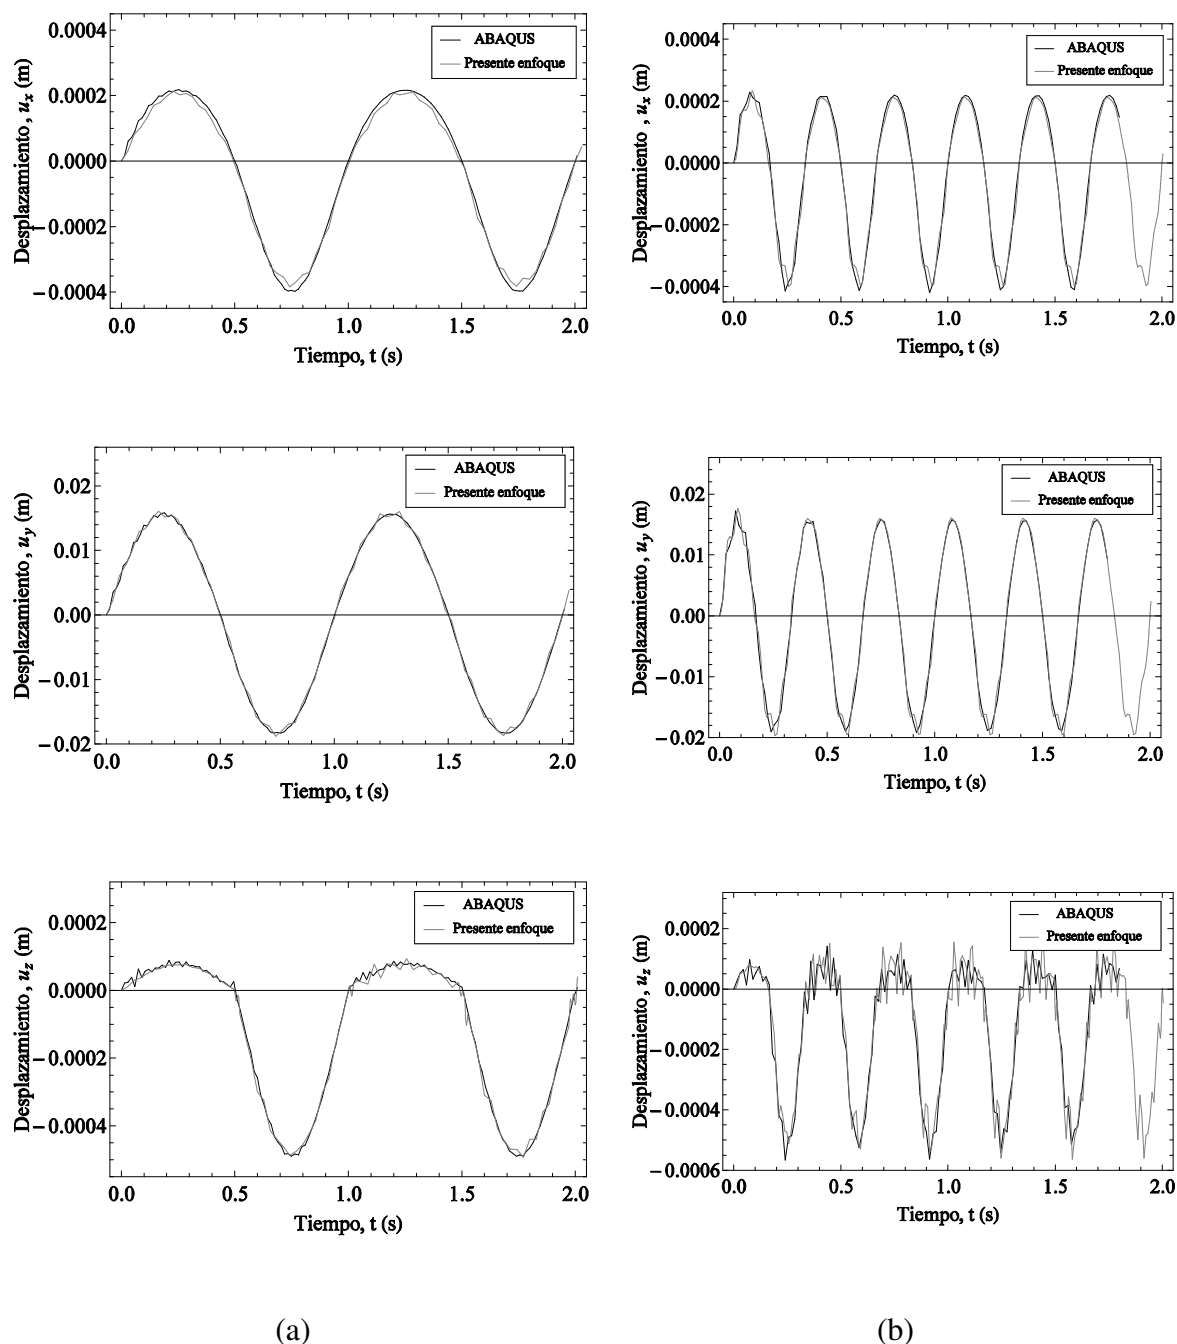 0.0004
0.0002
0.0000
−0.0002
−0.0004
Desplazamiento , u_x (m)
ABAQUS
Presente enfoque
0.0 0.5 1.0 1.5 2.0
Tiempo, t (s)
0.0004
0.0002
0.0000
−0.0002
−0.0004
Desplazamiento , u_x (m)
ABAQUS
Presente enfoque
0.0 0.5 1.0 1.5 2.0
Tiempo, t (s)
0.02
0.01
0.00
−0.01
−0.02
Desplazamiento , u_y (m)
ABAQUS
Presente enfoque
0.0 0.5 1.0 1.5 2.0
Tiempo, t (s)
0.02
0.01
0.00
−0.01
−0.02
Desplazamiento , u_y (m)
ABAQUS
Presente enfoque
0.0 0.5 1.0 1.5 2.0
Tiempo, t (s)
0.0002
0.0000
−0.0002
−0.0004
Desplazamiento , u_z (m)
ABAQUS
Presente enfoque
0.0 0.5 1.0 1.5 2.0
Tiempo, t (s)
0.0002
0.0000
−0.0002
−0.0004
−0.0006
Desplazamiento , u_z (m)
ABAQUS
Presente enfoque
0.0 0.5 1.0 1.5 2.0
Tiempo, t (s)
(a)
(b)